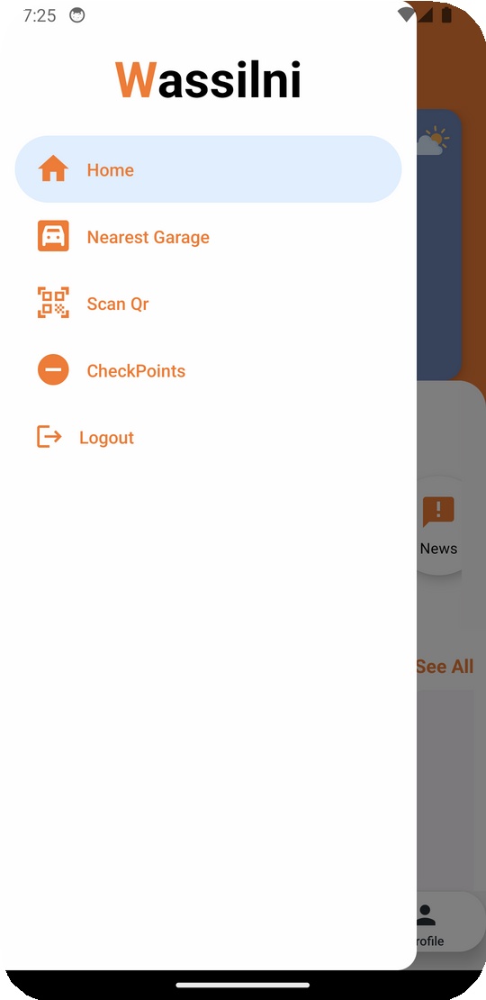 7:25
Wassilni
Home
Nearest Garage
Scan Qr
CheckPoints
Logout
News
See All
rofile